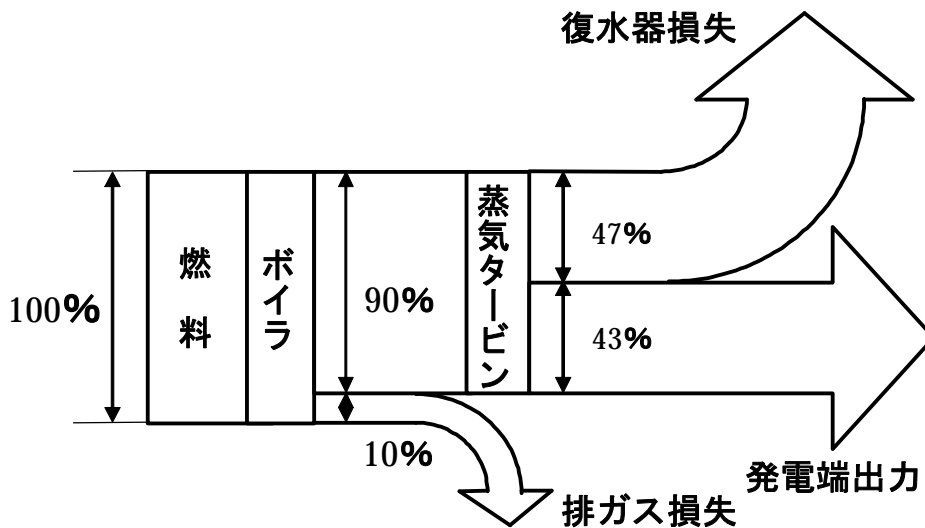 復水器損失
100%
燃料
ボイラ
90%
蒸気タービン
47%
43%
10%
排ガス損失
発電端出力